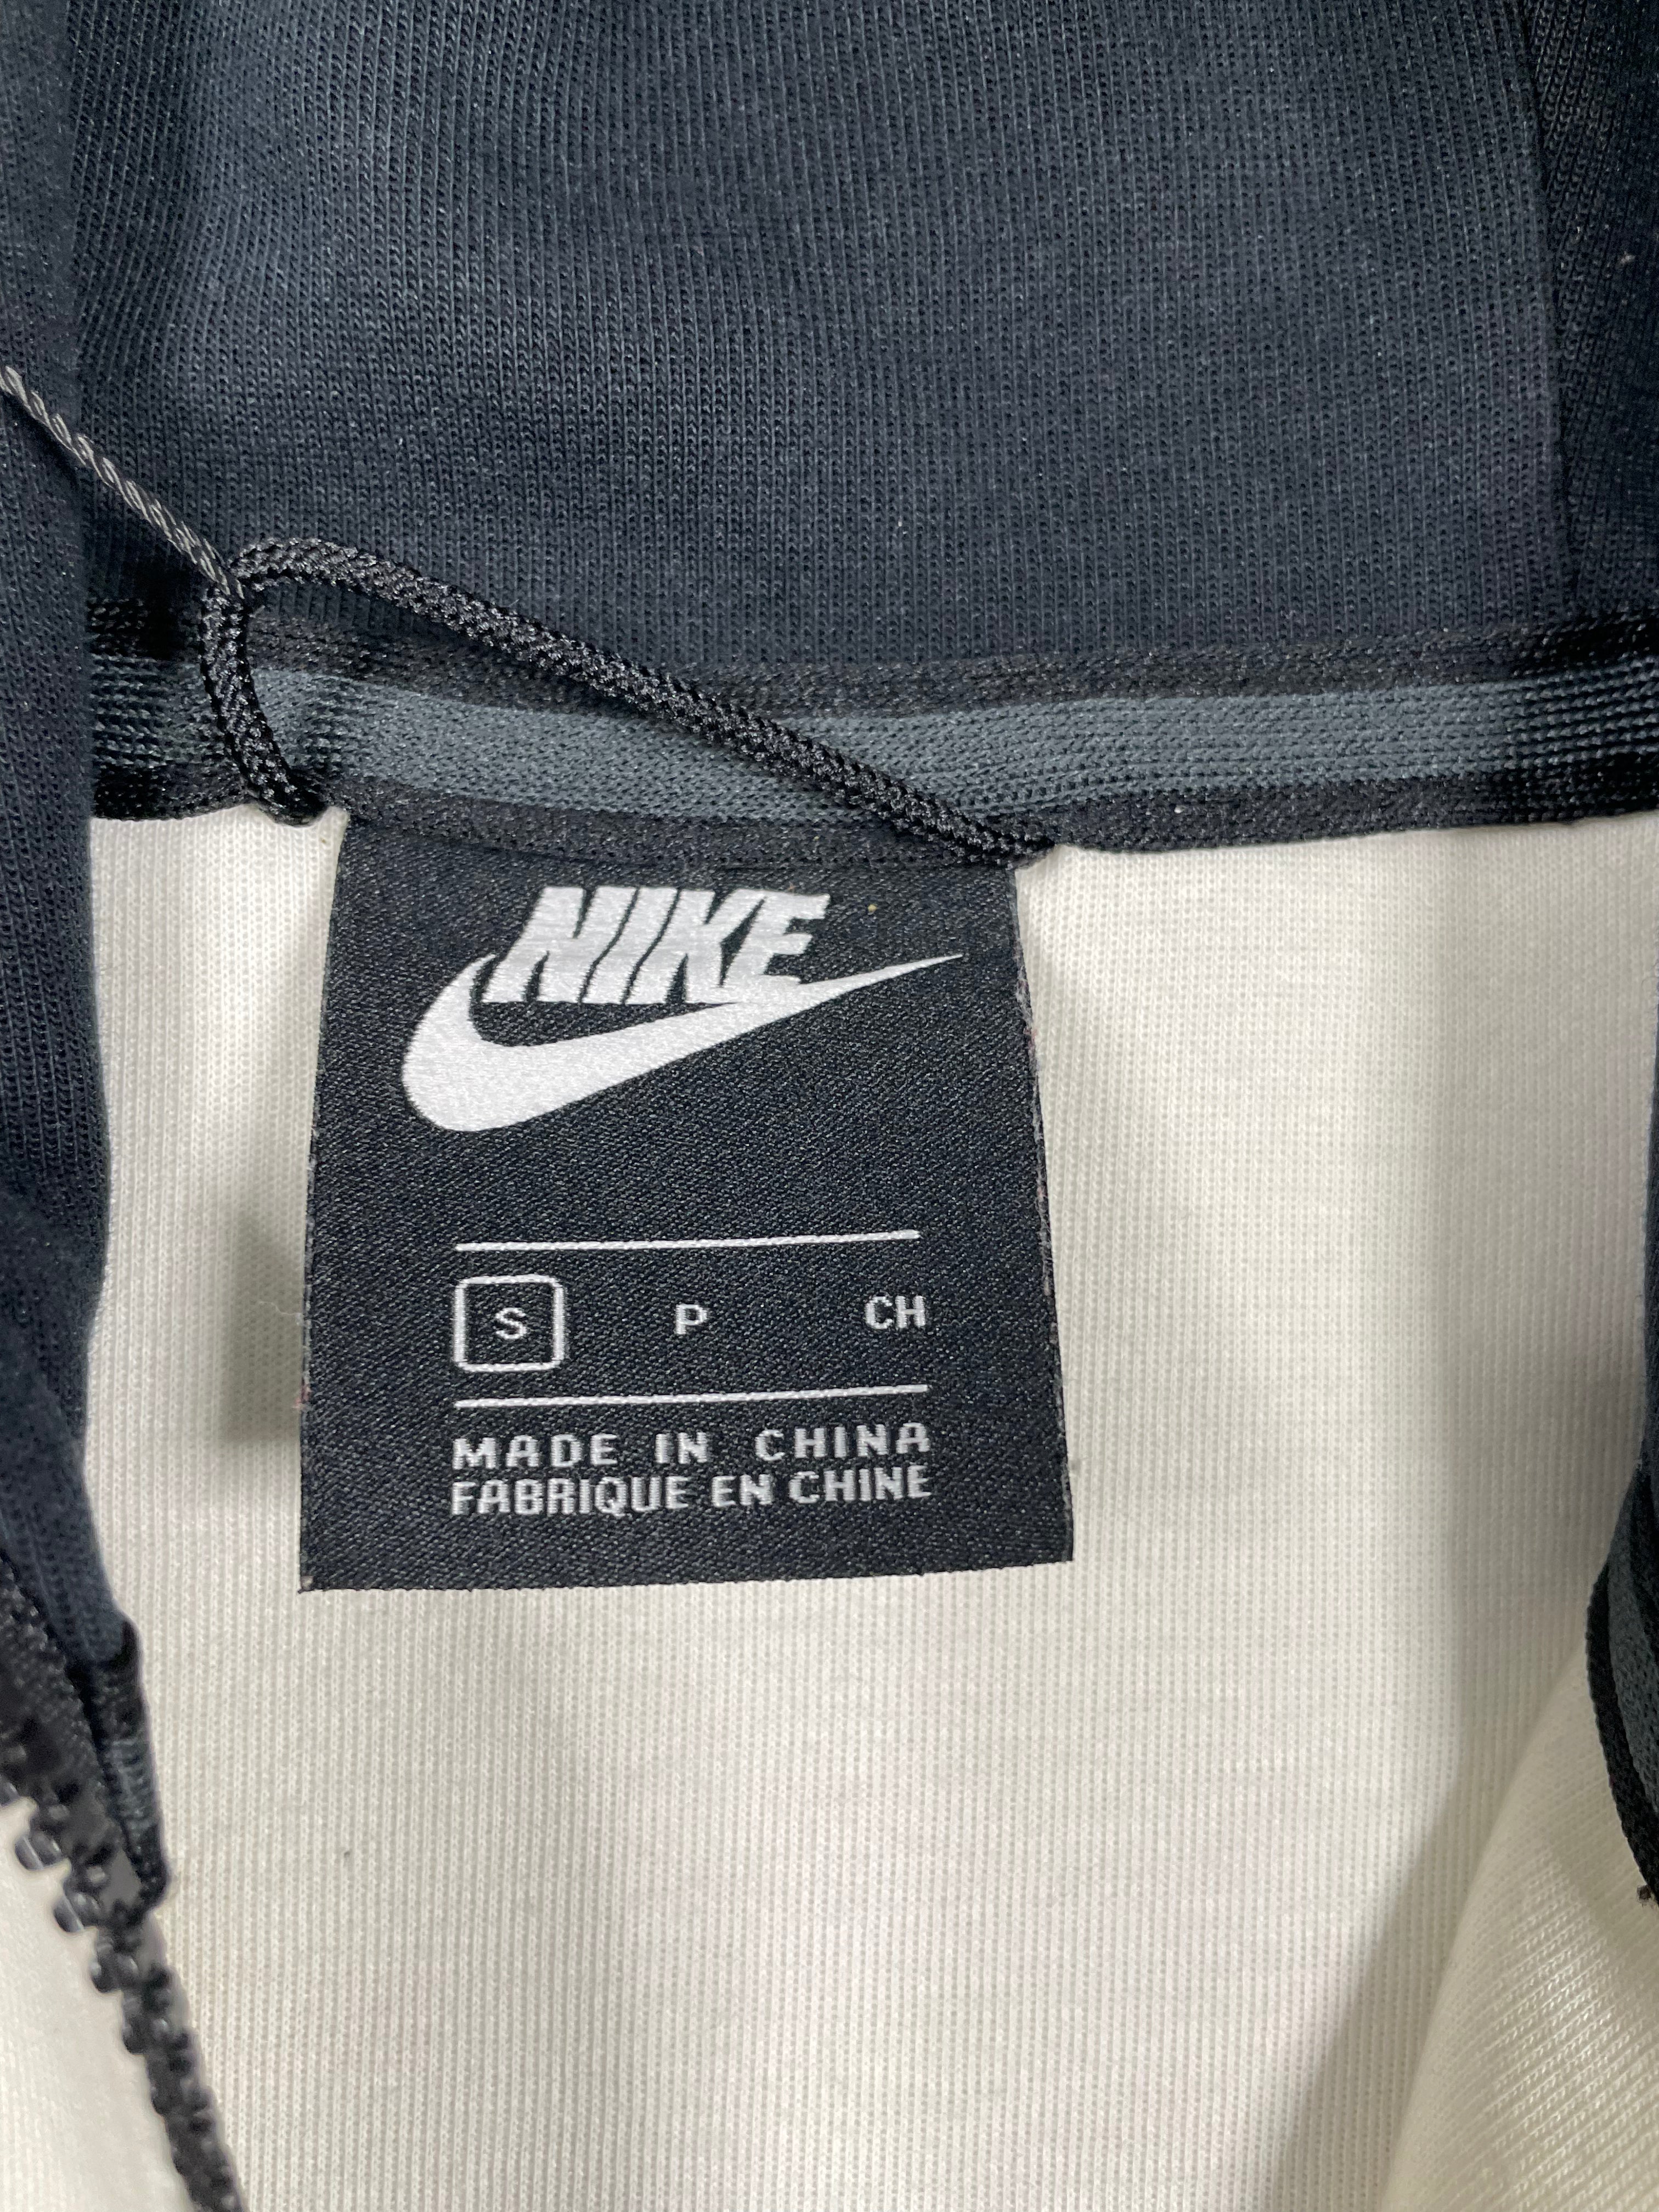 NIKE
S P CH
MADE IN CHINA
FABRIQUE EN CHINE